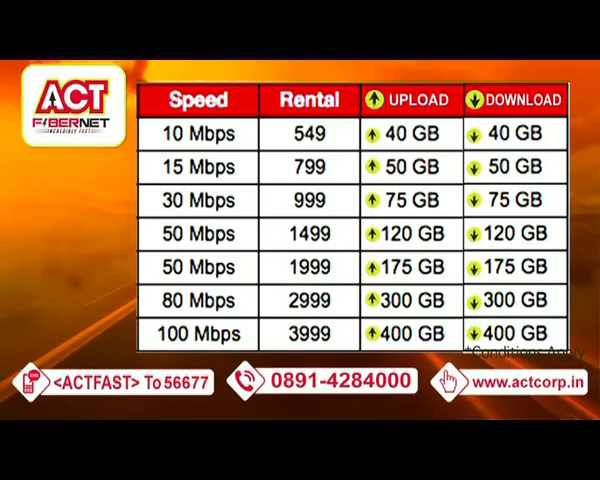 ACT
FIBERNET
INCREDIBLY FAST
Speed Rental UPLOAD DOWNLOAD
10 Mbps 549 40 GB 40 GB
15 Mbps 799 50 GB 50 GB
30 Mbps 999 75 GB 75 GB
50 Mbps 1499 120 GB 120 GB
50 Mbps 1999 175 GB 175 GB
80 Mbps 2999 300 GB 300 GB
100 Mbps 3999 400 GB 400 GB
*Conditions Apply
SMS <ACTFAST> To 56677 0891-4284000 www.actcorp.in